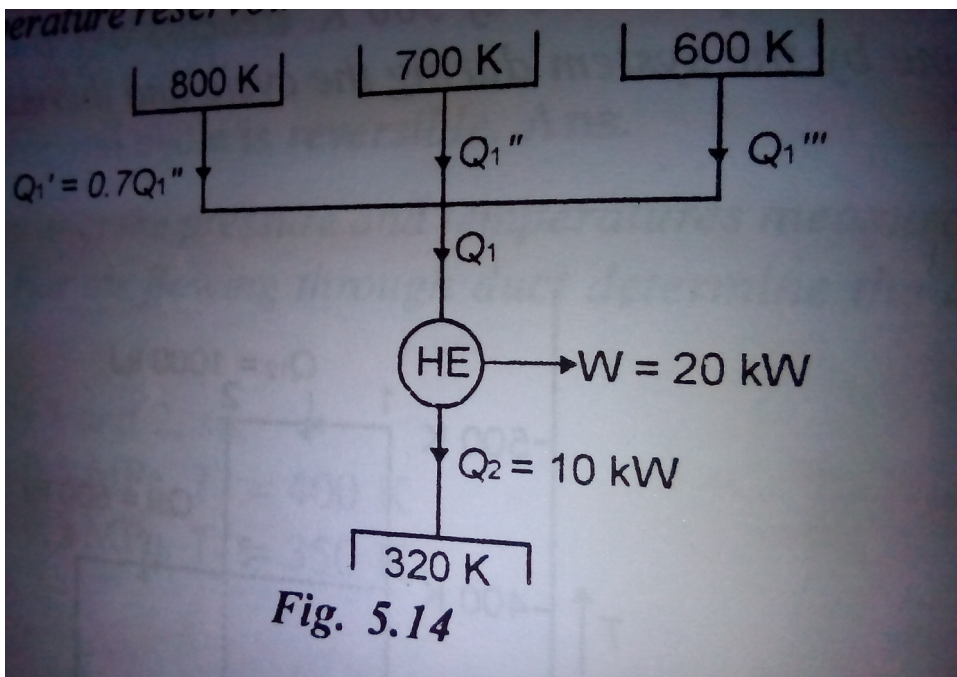 800 K
700 K
600 K
Q₁' = 0.7Q₁"
Q₁"
Q₁'''
Q₁
HE
W = 20 kW
Q₂ = 10 kW
320 K
Fig. 5.14